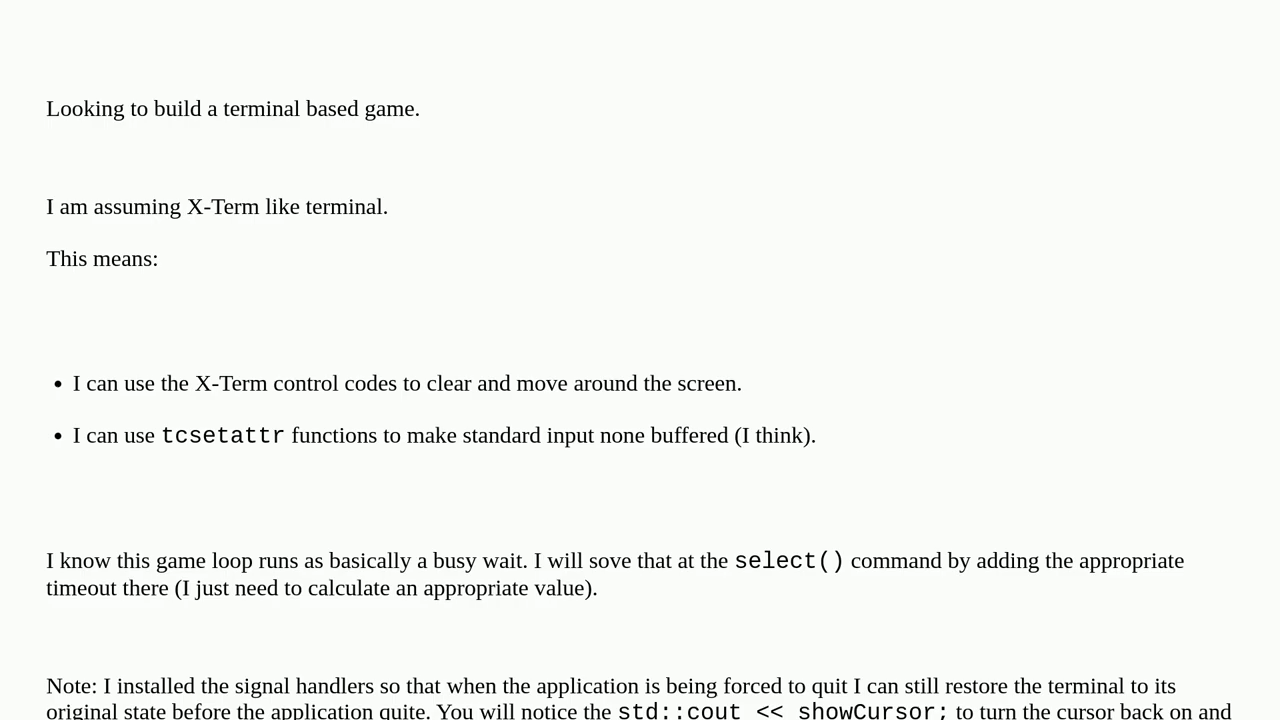 Looking to build a terminal based game.
I am assuming X-Term like terminal.
This means:
• I can use the X-Term control codes to clear and move around the screen.
• I can use tcsetattr functions to make standard input none buffered (I think).
I know this game loop runs as basically a busy wait. I will sove that at the select() command by adding the appropriate
timeout there (I just need to calculate an appropriate value).
Note: I installed the signal handlers so that when the application is being forced to quit I can still restore the terminal to its
original state before the application quite. You will notice the std::cout << showCursor; to turn the cursor back on and